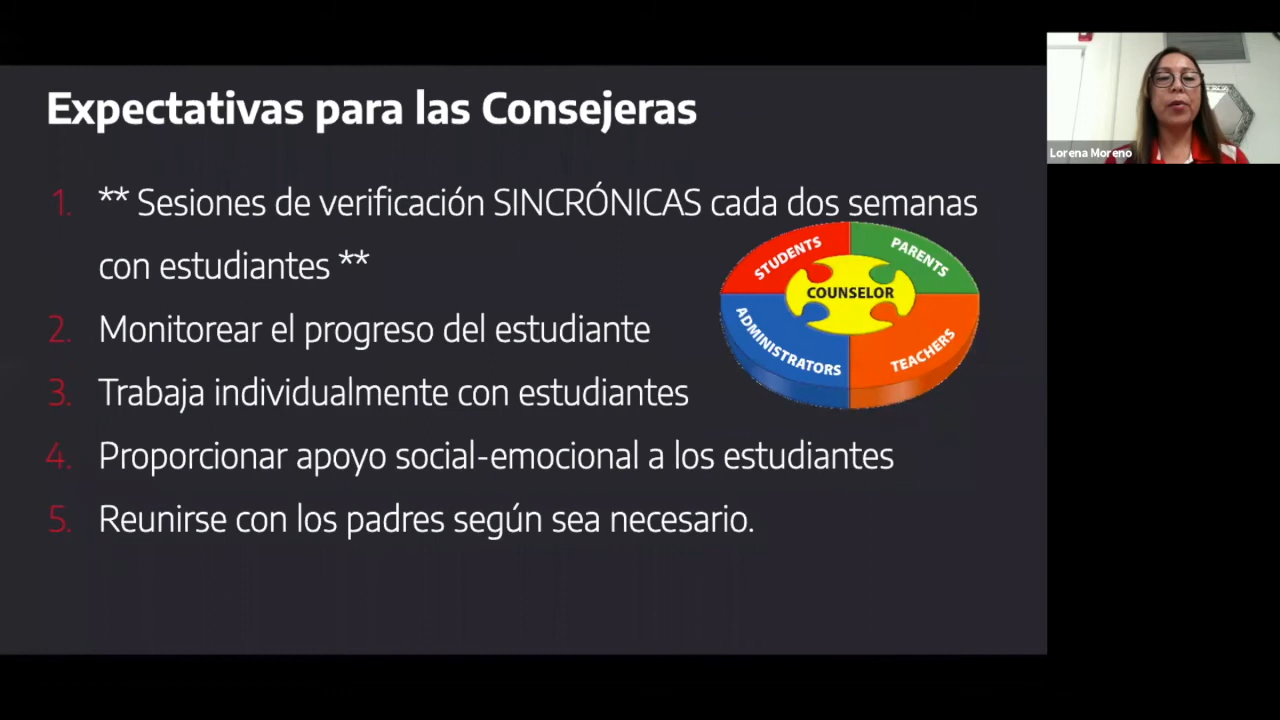 Expectativas para las Consejeras
1. ** Sesiones de verificación SINCRÓNICAS cada dos semanas
con estudiantes **
2. Monitorear el progreso del estudiante
3. Trabaja individualmente con estudiantes
4. Proporcionar apoyo social-emocional a los estudiantes
5. Reunirse con los padres según sea necesario.
STUDENTS
PARENTS
COUNSELOR
ADMINISTRATORS
TEACHERS
Lorena Moreno